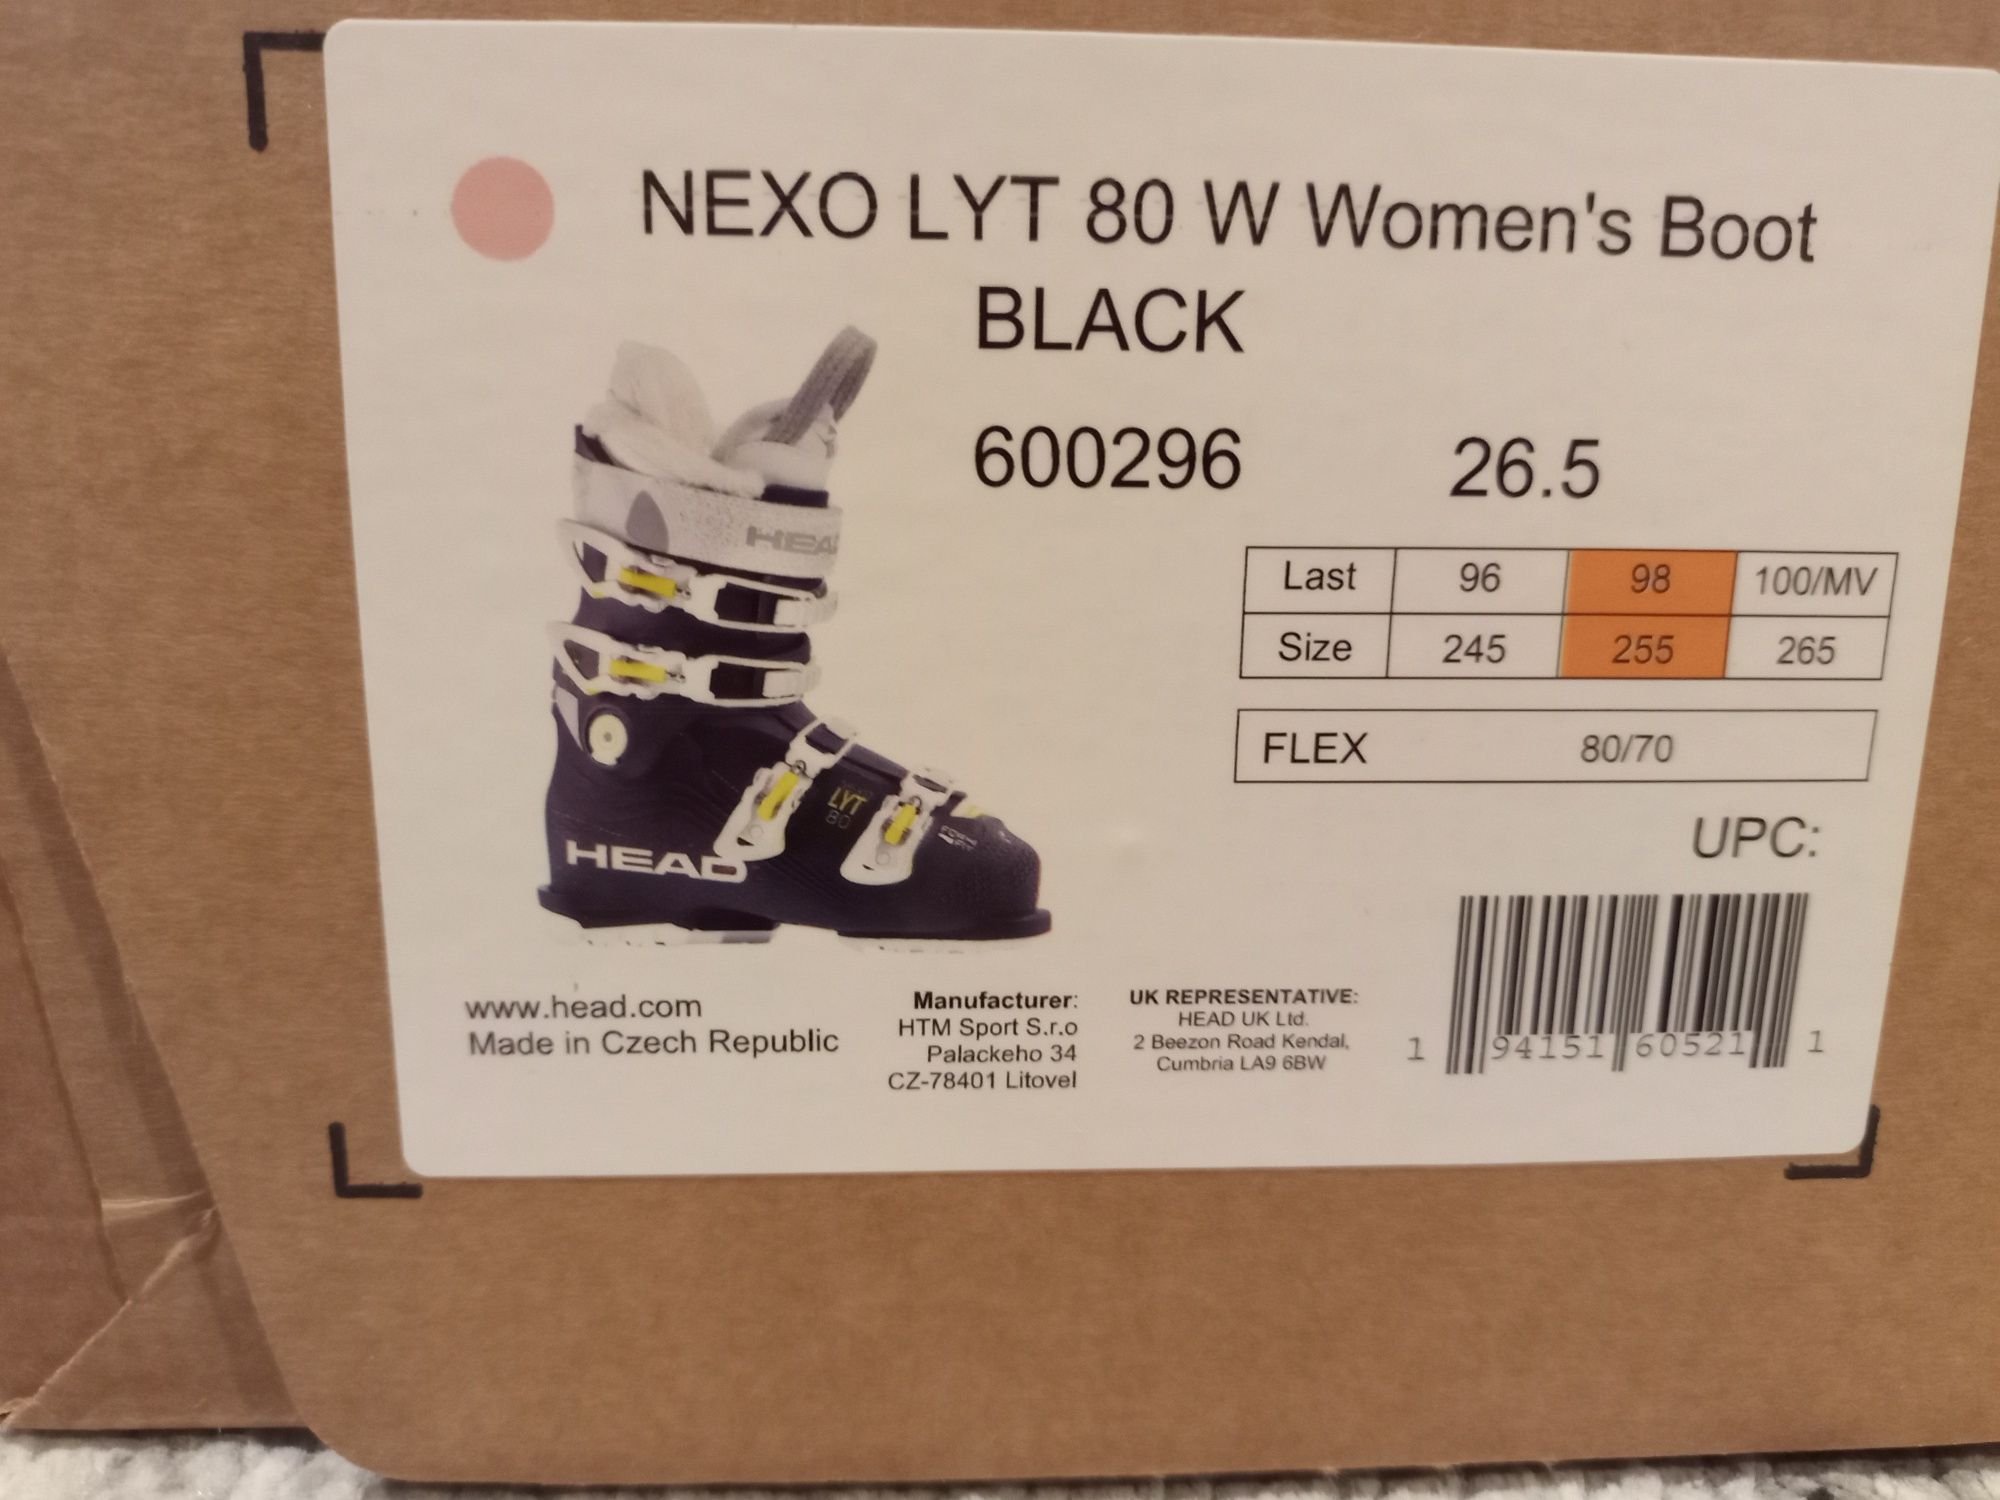 NEXO LYT 80 W Women's Boot
BLACK
600296 26.5
HEAD
Last 96 98 100/MV
Size 245 255 265
FLEX 80/70
LYT
80
HEAD
UPC:
1 94151 60521 1
www.head.com
Made in Czech Republic
Manufacturer:
HTM Sport S.r.o
Palackeho 34
CZ-78401 Litovel
UK REPRESENTATIVE:
HEAD UK Ltd.
2 Beezon Road Kendal,
Cumbria LA9 6BW